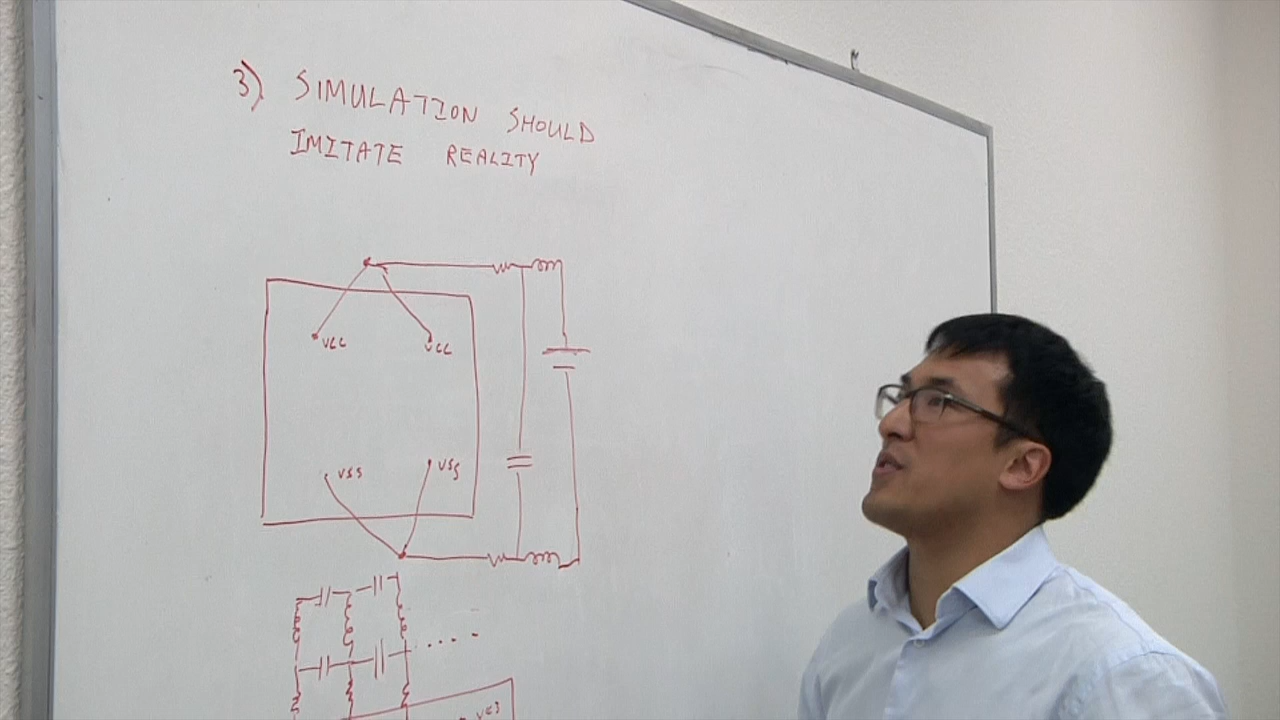 3) SIMULATION SHOULD
IMITATE REALITY
VCC VCC
VSS VSS